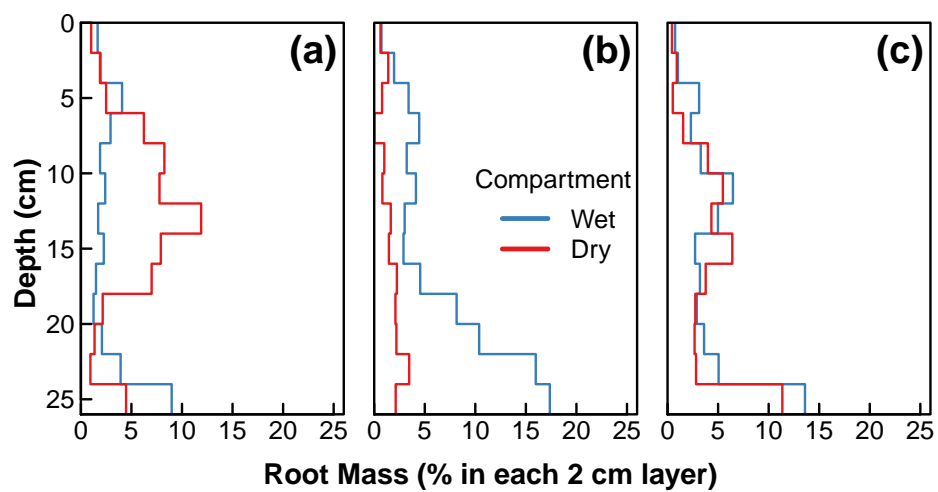 (a) (b) (c)
0
5
10
15
20
25
Depth (cm)
Compartment
Wet
Dry
0 5 10 15 20 25 0 5 10 15 20 25 0 5 10 15 20 25
Root Mass (% in each 2 cm layer)